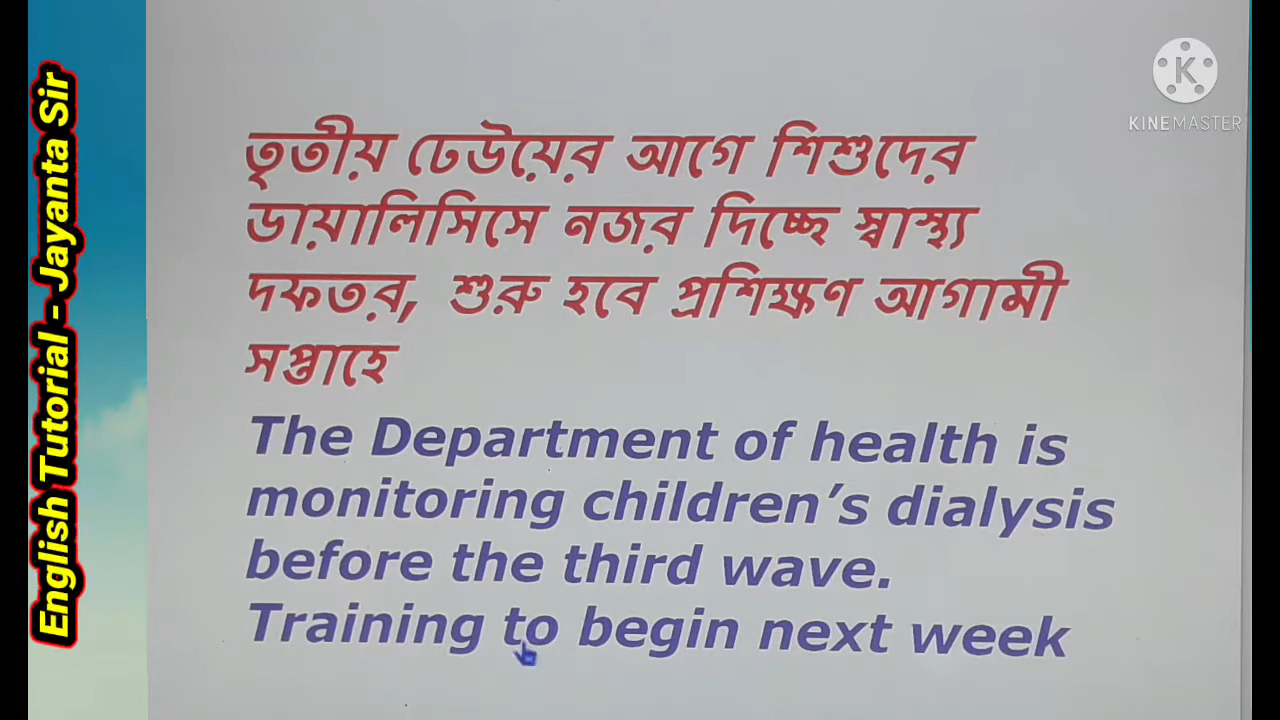 English Tutorial - Jayanta Sir
KINEMASTER
তৃতীয় ঢেউয়ের আগে শিশুদের
ডায়ালিসিসে নজর দিচ্ছে স্বাস্থ্য
দফতর, শুরু হবে প্রশিক্ষণ আগামী
সপ্তাহে
The Department of health is
monitoring children’s dialysis
before the third wave.
Training to begin next week